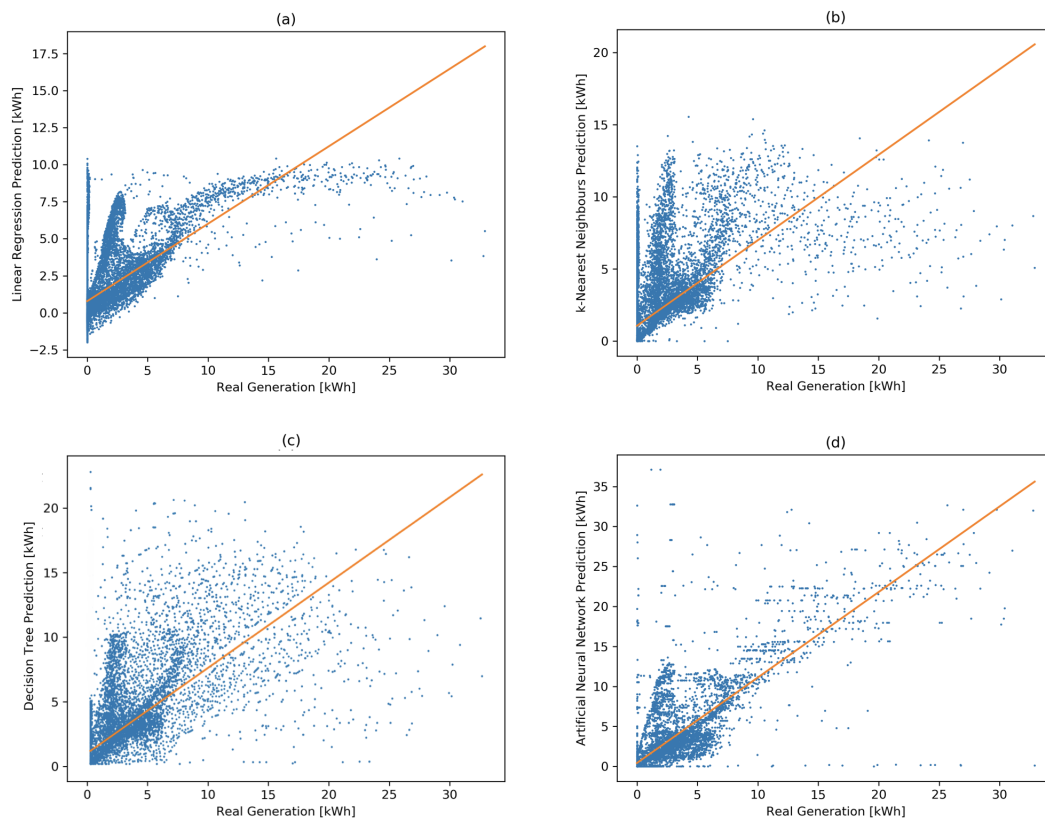 (a)
17.5
15.0
12.5
10.0
7.5
5.0
2.5
0.0
−2.5
Linear Regression Prediction [kWh]
0 5 10 15 20 25 30
Real Generation [kWh]
(b)
20
15
10
5
0
k-Nearest Neighbours Prediction [kWh]
0 5 10 15 20 25 30
Real Generation [kWh]
(c)
20
15
10
5
0
Decision Tree Prediction [kWh]
0 5 10 15 20 25 30
Real Generation [kWh]
(d)
35
30
25
20
15
10
5
0
Artificial Neural Network Prediction [kWh]
0 5 10 15 20 25 30
Real Generation [kWh]